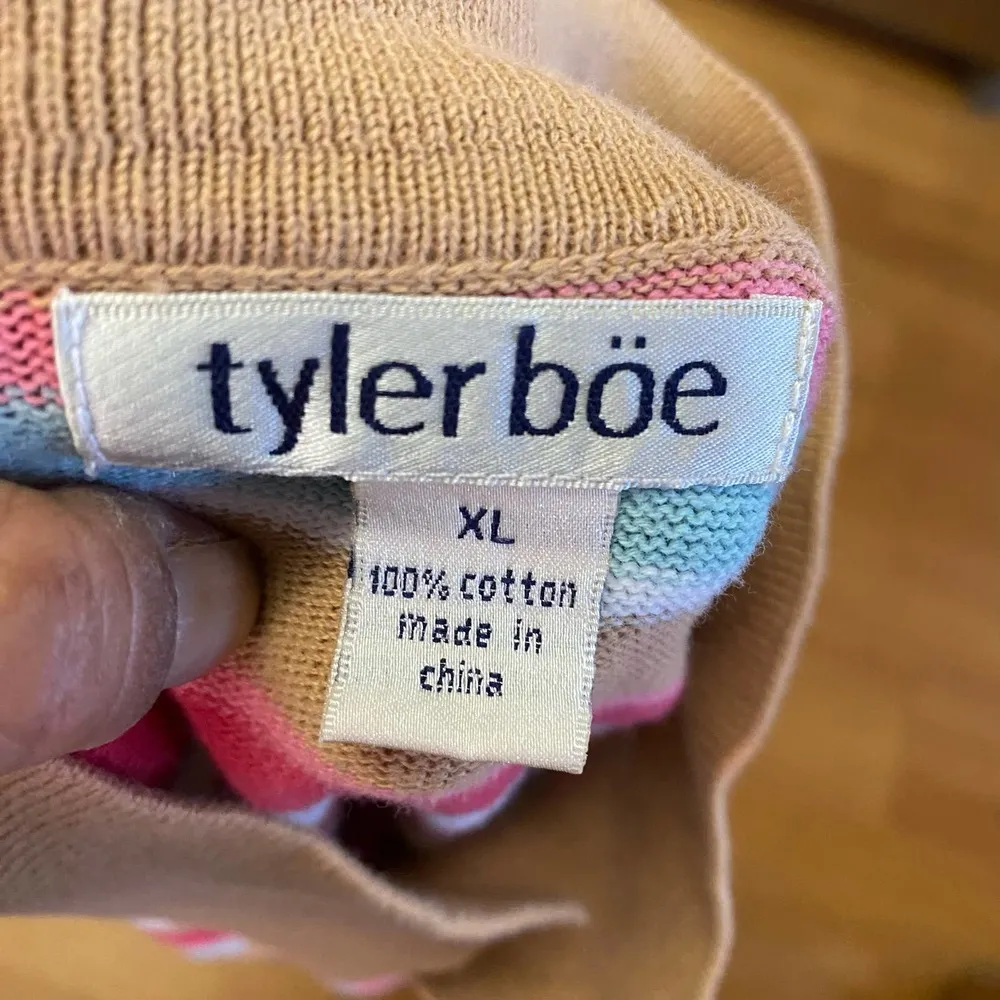 tyler böe
XL
100% cotton
made in
china